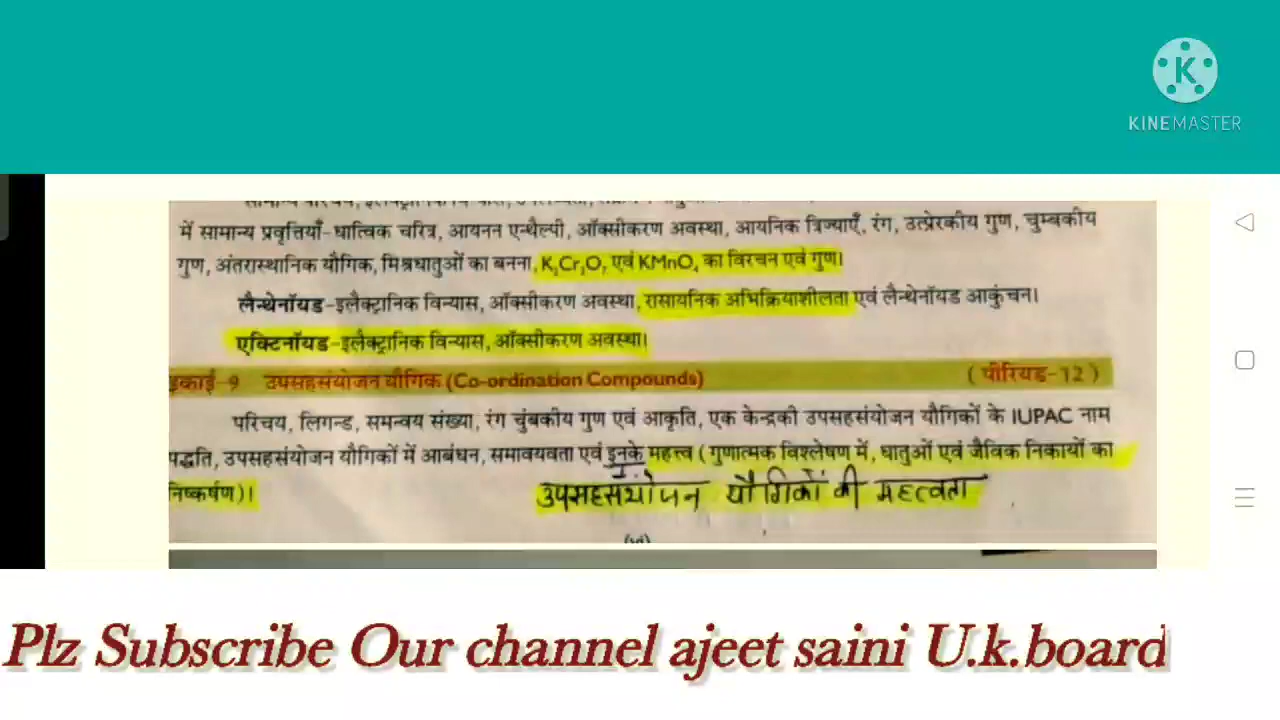 KINEMASTER
में सामान्य प्रवृत्तियाँ-धात्विक चरित्र, आयनन एन्थैल्पी, ऑक्सीकरण अवस्था, आयनिक त्रिज्याएँ, रंग, उत्प्रेरकीय गुण, चुम्बकीय
गुण, अंतरास्थानिक यौगिक, मिश्रधातुओं का बनना, K₂Cr₂O₇ एवं KMnO₄ का विरचन एवं गुण।
लैन्थेनॉयड-इलैक्ट्रानिक विन्यास, ऑक्सीकरण अवस्था, रासायनिक अभिक्रियाशीलता एवं लैन्थेनॉयड आकुंचन।
एक्टिनॉयड-इलैक्ट्रानिक विन्यास, ऑक्सीकरण अवस्था।
इकाई-9 उपसहसंयोजन यौगिक (Co-ordination Compounds) (पीरियड-12)
परिचय, लिगन्ड, समन्वय संख्या, रंग चुंबकीय गुण एवं आकृति, एक केन्द्रकी उपसहसंयोजन यौगिकों के IUPAC नाम
पद्धति, उपसहसंयोजन यौगिकों में आबंधन, समावयवता एवं इनके महत्त्व (गुणात्मक विश्लेषण में, धातुओं एवं जैविक निकायों का
निष्कर्षण)।
उपसहसंयोजन यौगिकों की महत्वता
Plz Subscribe Our channel ajeet saini U.k.board